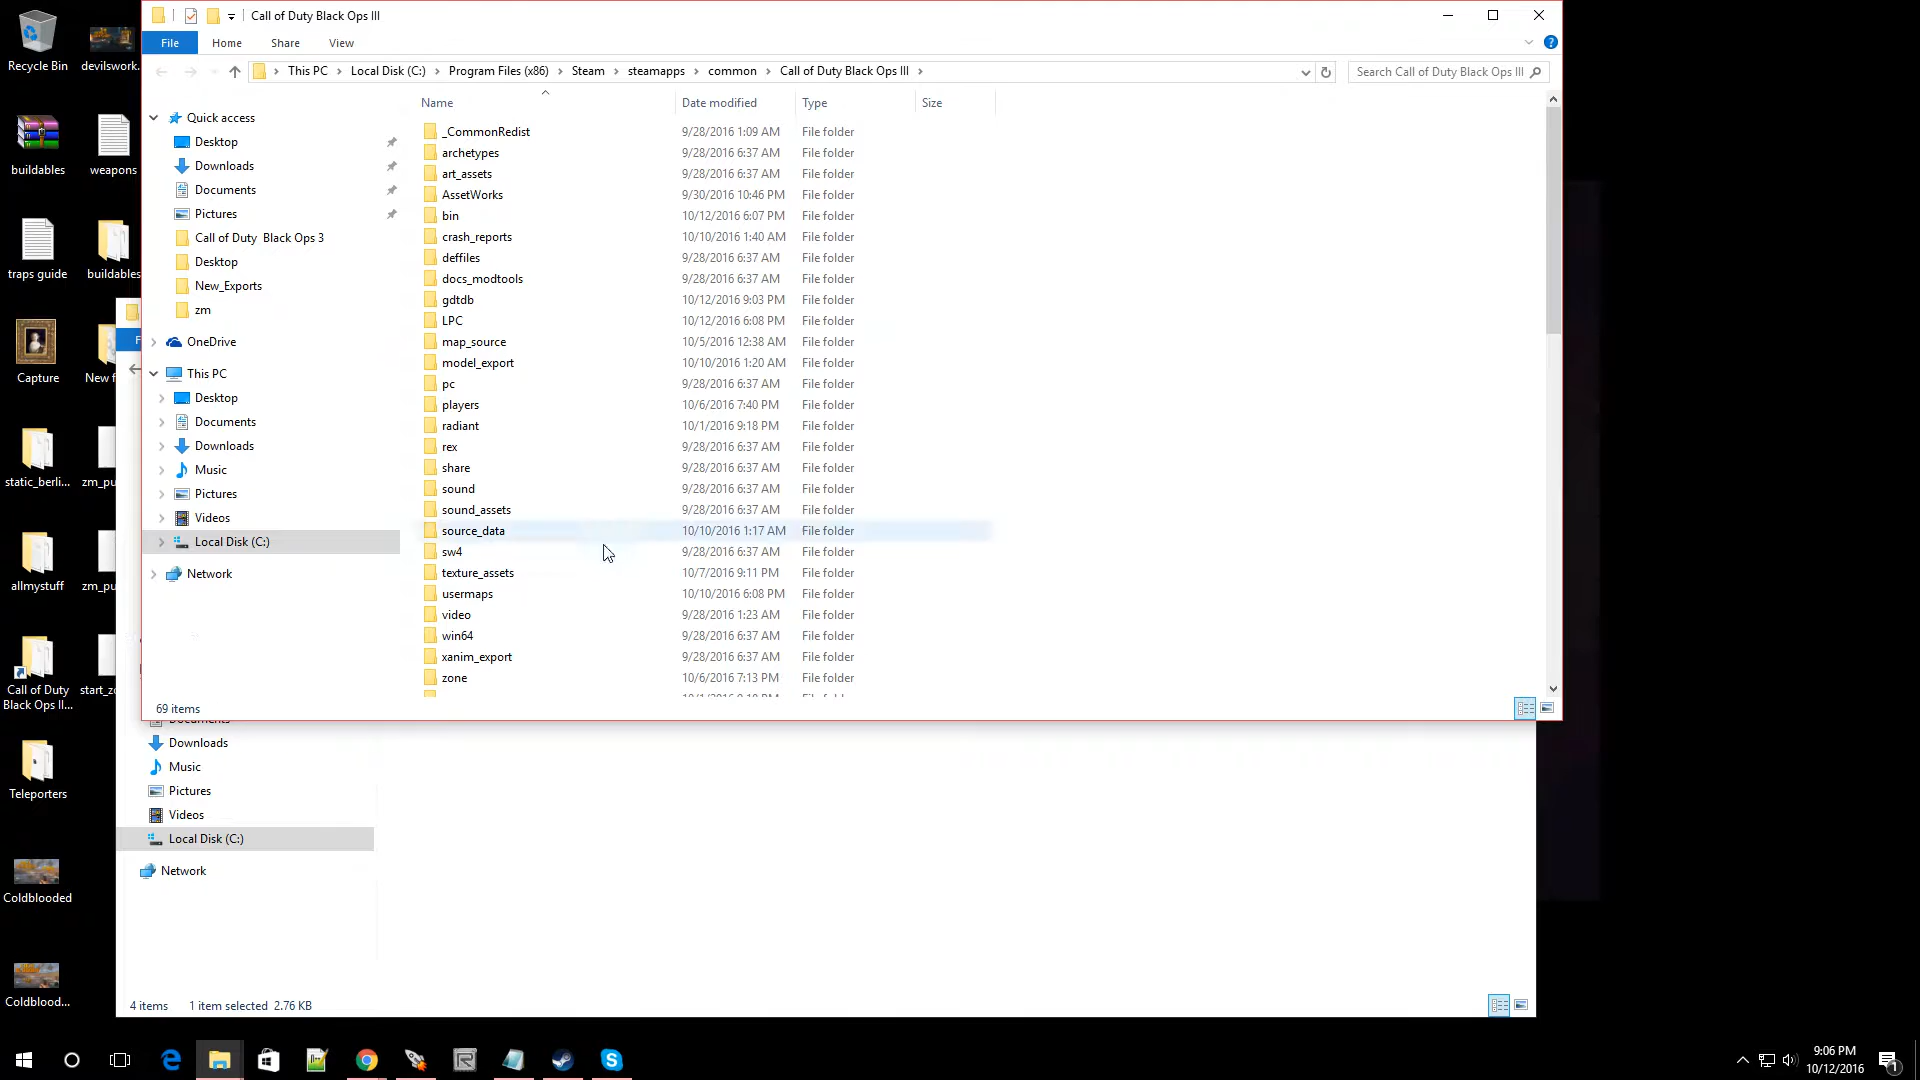 Call of Duty Black Ops III
File
Home
Share
View
This PC
Local Disk (C:)
Program Files (x86)
Steam
steamapps
common
Call of Duty Black Ops III
Search Call of Duty Black Ops III
Name
Date modified
Type
Size
Quick access
Desktop
Downloads
Documents
Pictures
Call of Duty Black Ops 3
Desktop
New_Exports
zm
OneDrive
This PC
Desktop
Documents
Downloads
Music
Pictures
Videos
Local Disk (C:)
Network
_CommonRedist 9/28/2016 1:09 AM File folder
archetypes 9/28/2016 6:37 AM File folder
art_assets 9/28/2016 6:37 AM File folder
AssetWorks 9/30/2016 10:46 PM File folder
bin 10/12/2016 6:07 PM File folder
crash_reports 10/10/2016 1:40 AM File folder
deffiles 9/28/2016 6:37 AM File folder
docs_modtools 9/28/2016 6:37 AM File folder
gdtdb 10/12/2016 9:03 PM File folder
LPC 10/12/2016 6:08 PM File folder
map_source 10/5/2016 12:38 AM File folder
model_export 10/10/2016 1:20 AM File folder
pc 9/28/2016 6:37 AM File folder
players 10/6/2016 7:40 PM File folder
radiant 10/1/2016 9:18 PM File folder
rex 9/28/2016 6:37 AM File folder
share 9/28/2016 6:37 AM File folder
sound 9/28/2016 6:37 AM File folder
sound_assets 9/28/2016 6:37 AM File folder
source_data 10/10/2016 1:17 AM File folder
sw4 9/28/2016 6:37 AM File folder
texture_assets 10/7/2016 9:11 PM File folder
usermaps 10/10/2016 6:08 PM File folder
video 9/28/2016 1:23 AM File folder
win64 9/28/2016 6:37 AM File folder
xanim_export 9/28/2016 6:37 AM File folder
zone 10/6/2016 7:13 PM File folder
69 items
Downloads
Music
Pictures
Videos
Local Disk (C:)
Network
4 items 1 item selected 2.76 KB
Recycle Bin
devilswork.
buildables
weapons
traps guide
buildables
Capture
New f
static_berli...
zm_pu
allmystuff
zm_pu
Call of Duty
Black Ops II...
start_zo
Teleporters
Coldblooded
Coldblood...
9:06 PM
10/12/2016
1